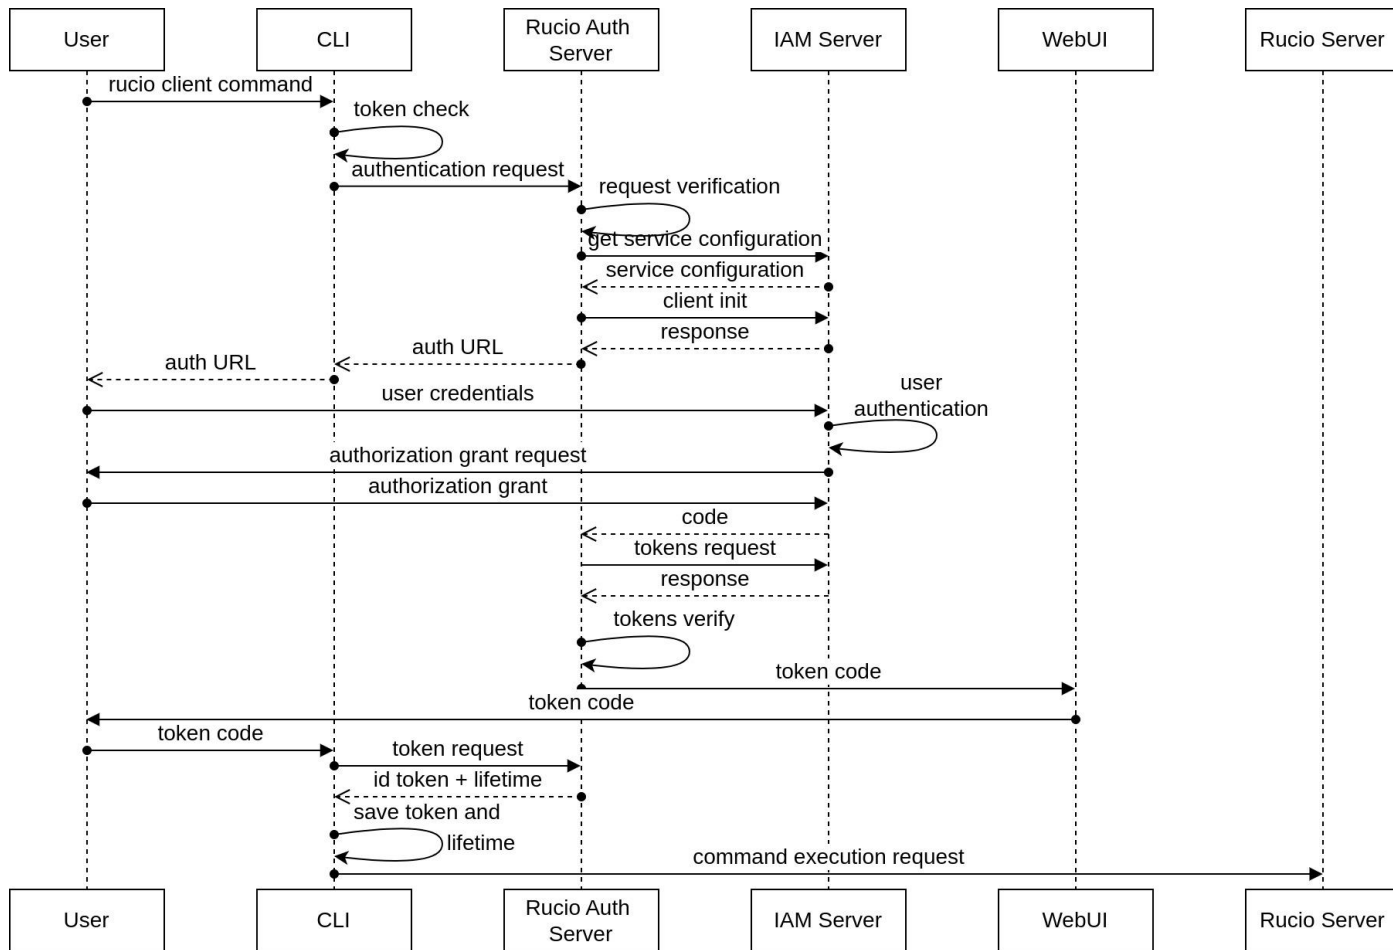 User
CLI
Rucio Auth
Server
IAM Server
WebUI
Rucio Server
rucio client command
token check
authentication request
request verification
get service configuration
service configuration
client init
response
auth URL
auth URL
user
authentication
user credentials
authorization grant request
authorization grant
code
tokens request
response
tokens verify
token code
token code
token code
token request
id token + lifetime
save token and
lifetime
command execution request
User
CLI
Rucio Auth
Server
IAM Server
WebUI
Rucio Server